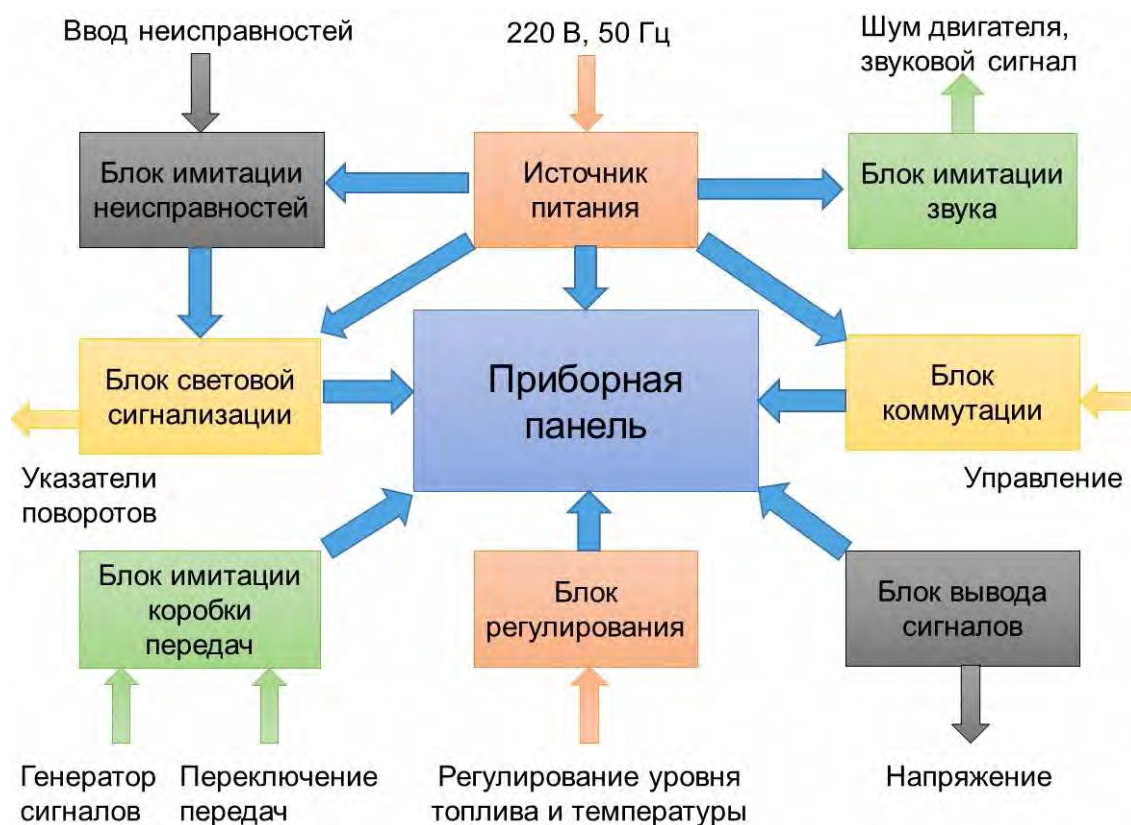 Ввод неисправностей
220 В, 50 Гц
Шум двигателя,
звуковой сигнал
Блок имитации
неисправностей
Источник
питания
Блок имитации
звука
Блок световой
сигнализации
Приборная
панель
Блок
коммутации
Указатели
поворотов
Управление
Блок имитации
коробки
передач
Блок
регулирования
Блок вывода
сигналов
Генератор
сигналов
Переключение
передач
Регулирование уровня
топлива и температуры
Напряжение